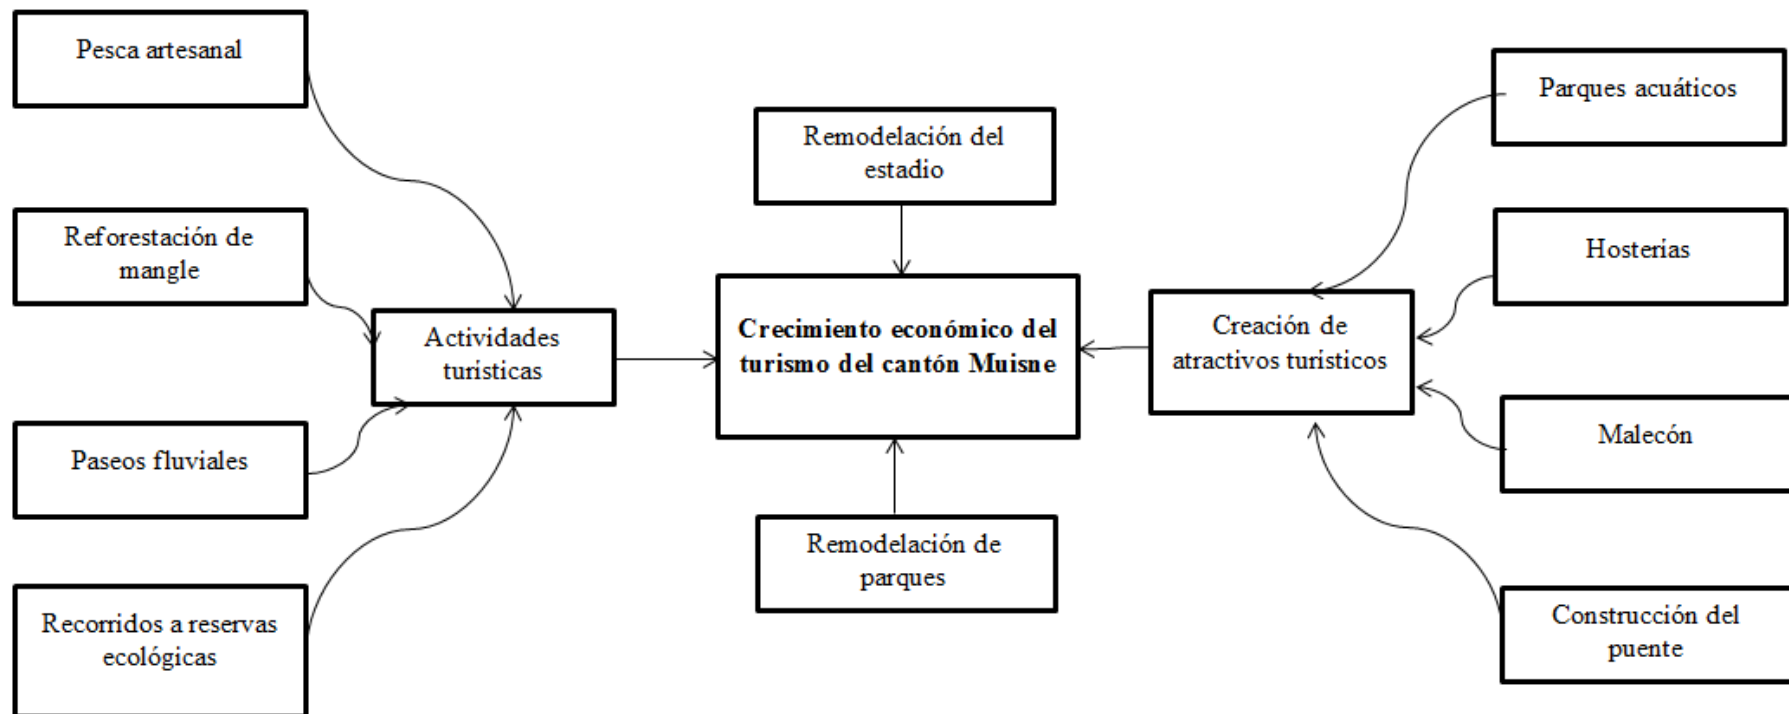 Pesca artesanal
Reforestación de
mangle
Paseos fluviales
Recorridos a reservas
ecológicas
Actividades
turísticas
Remodelación del
estadio
Crecimiento económico del
turismo del cantón Muisne
Remodelación de
parques
Creación de
atractivos turísticos
Parques acuáticos
Hosterias
Malecón
Construcción del
puente